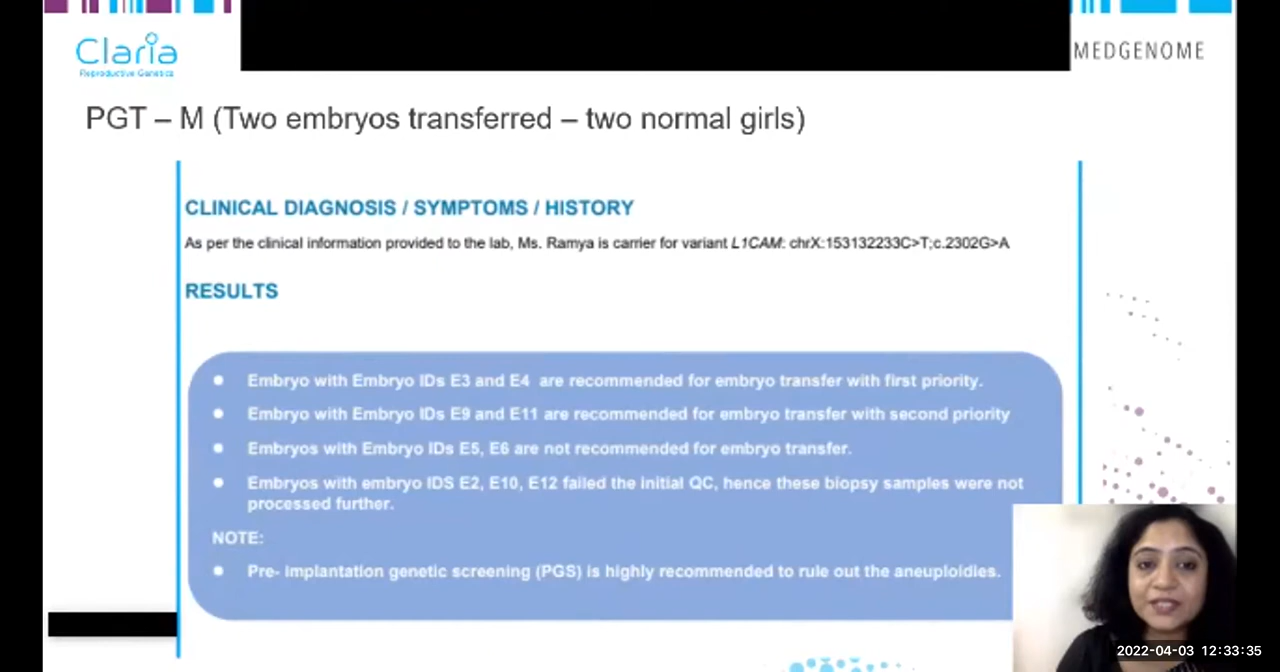 Claria
Reproductive Genetics
MEDGENOME
PGT – M (Two embryos transferred – two normal girls)
CLINICAL DIAGNOSIS / SYMPTOMS / HISTORY
As per the clinical information provided to the lab, Ms. Ramya is carrier for variant L1CAM: chrX:153132233C>T;c.2302G>A
RESULTS
Embryo with Embryo IDs E3 and E4 are recommended for embryo transfer with first priority.
Embryo with Embryo IDs E9 and E11 are recommended for embryo transfer with second priority
Embryos with Embryo IDs E5, E6 are not recommended for embryo transfer.
Embryos with embryo IDS E2, E10, E12 failed the initial QC, hence these biopsy samples were not
processed further.
NOTE:
Pre- implantation genetic screening (PGS) is highly recommended to rule out the aneuploidies.
2022-04-03 12:33:35